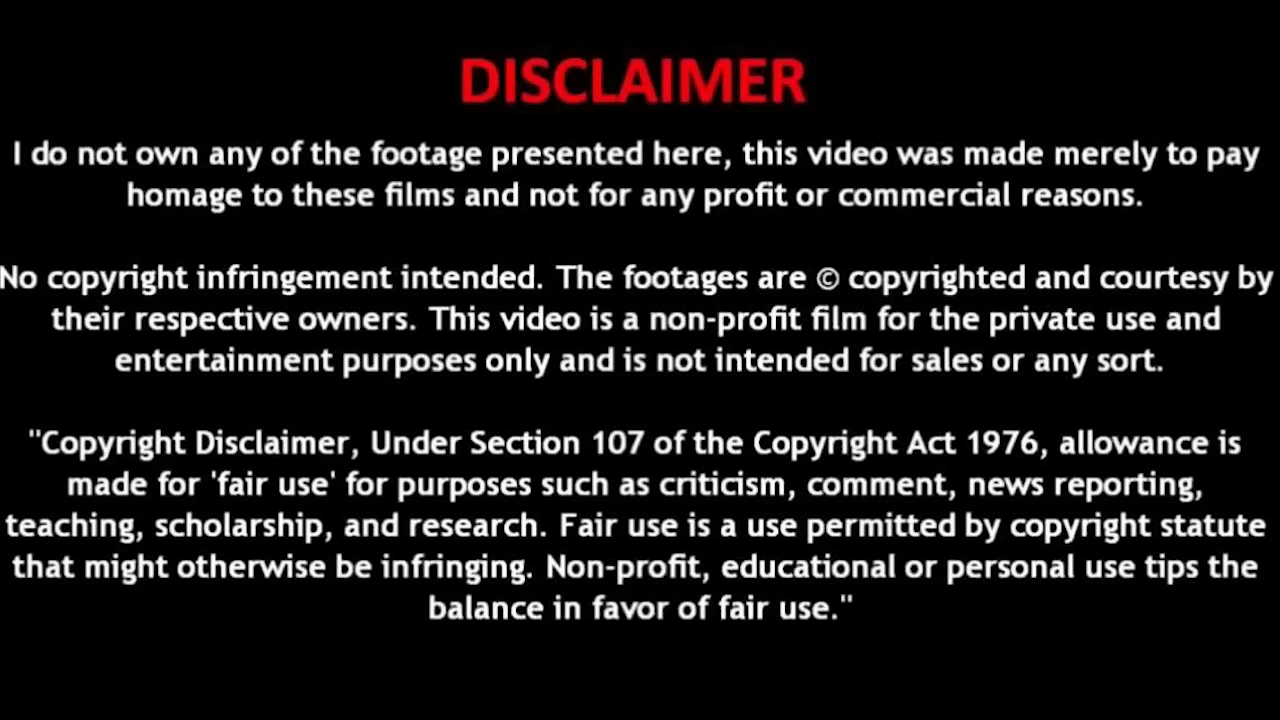 DISCLAIMER
I do not own any of the footage presented here, this video was made merely to pay
homage to these films and not for any profit or commercial reasons.
No copyright infringement intended. The footages are © copyrighted and courtesy by
their respective owners. This video is a non-profit film for the private use and
entertainment purposes only and is not intended for sales or any sort.
"Copyright Disclaimer, Under Section 107 of the Copyright Act 1976, allowance is
made for 'fair use' for purposes such as criticism, comment, news reporting,
teaching, scholarship, and research. Fair use is a use permitted by copyright statute
that might otherwise be infringing. Non-profit, educational or personal use tips the
balance in favor of fair use."